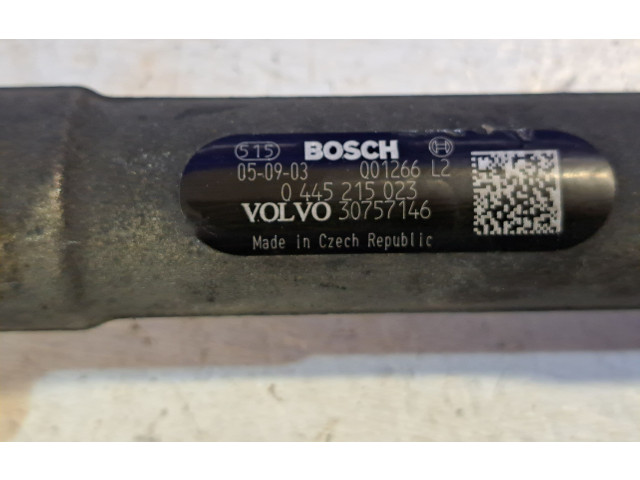 515 BOSCH
05-09-03 001266 L2
0 445 215 023
VOLVO 30757146
Made in Czech Republic